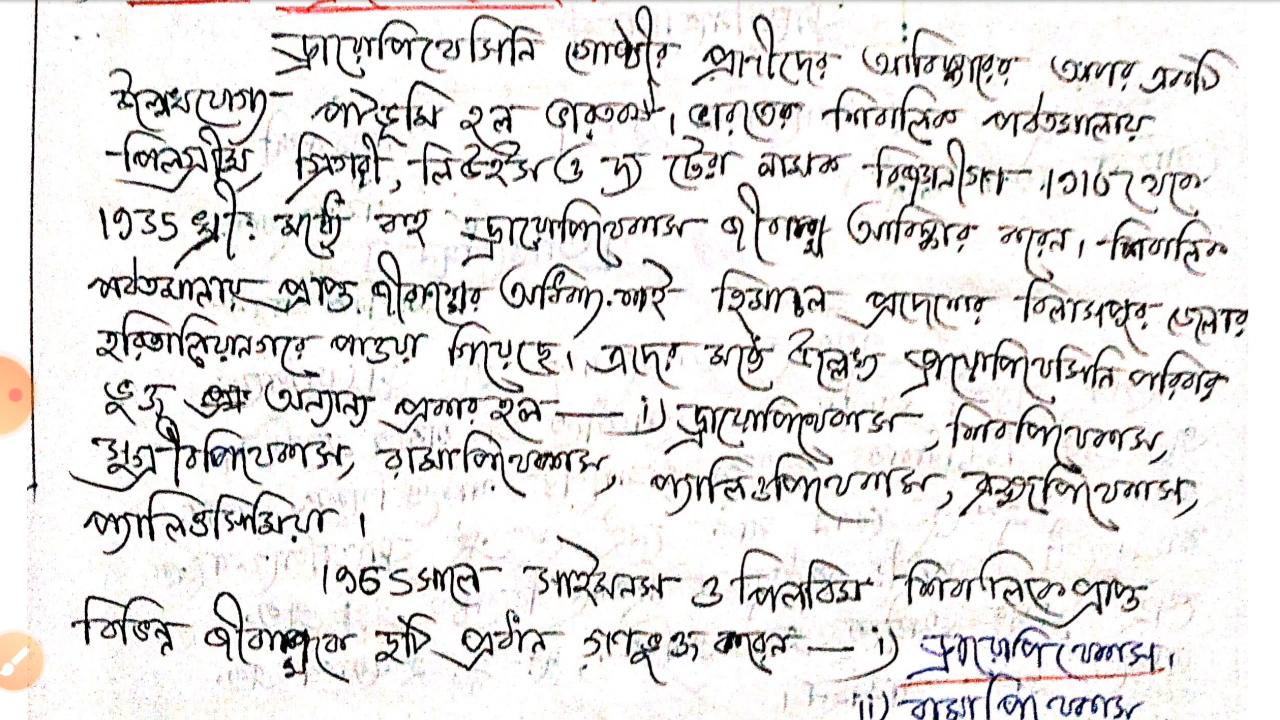 ড্রায়োপিথেসিনি গোষ্ঠীর প্রাণীদের আবিষ্কারের অপর একটি
উল্লেখযোগ্য পটভূমি হল ভারতবর্ষ। ভারতের শিবালিক পর্বতমালায়
পিলগ্রীম, গ্রিগরী, লিউইস ও দ্য টেরা নামক বিজ্ঞানীগণ 1910 থেকে
1935 খ্রী: মধ্যে বহু ড্রায়োপিথেকাস জীবাশ্ম আবিষ্কার করেন। শিবালিক
পর্বতমালায় প্রাপ্ত জীবাশ্মের অধিকাংশই হিমাচল প্রদেশের বিলাসপুর জেলার
হরিতালিয়ানগরে পাওয়া গিয়েছে। এদের মধ্যে উল্লেখ্য ড্রায়োপিথেসিনি পরিবার
ভুক্ত অন্যান্য প্রকার হল — i) ড্রায়োপিথেকাস, শিবপিথেকাস,
সুগ্রীবপিথেকাস, রামাপিথেকাস, প্যালিওপিথেকাস, ব্রহ্মপিথেকাস,
প্যালিওসিমিয়া।
1965 সালে সাইমনস ও পিলবিম শিবালিকে প্রাপ্ত
বিভিন্ন জীবাশ্মকে দুটি প্রধান গণভুক্ত করেন — i) ড্রায়োপিথেকাস।
ii) রামাপিথেকাস